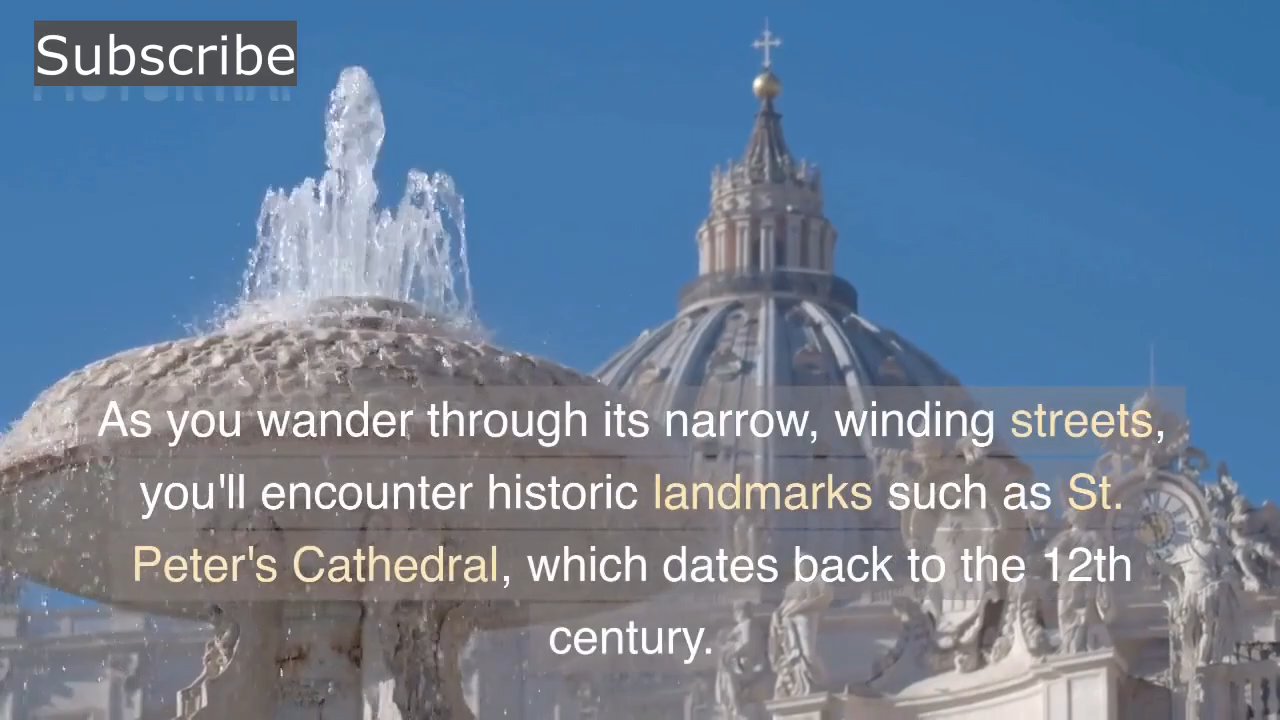 Subscribe
As you wander through its narrow, winding streets,
you'll encounter historic landmarks such as St.
Peter's Cathedral, which dates back to the 12th
century.